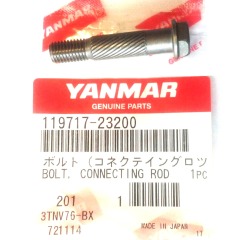 YANMAR
GENUINE PARTS
119717-23200
ボルト(コネクテイングロツ
BOLT, CONNECTING ROD 1PC
201 1
3TNV76-BX
721114
MADE IN JAPAN